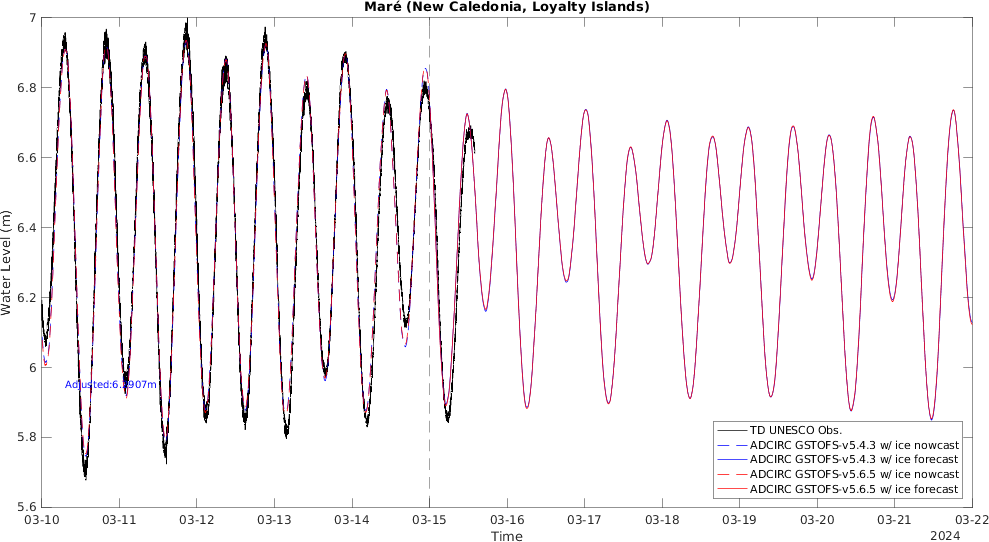 Maré (New Caledonia, Loyalty Islands)
7
6.8
6.6
6.4
6.2
6
5.8
5.6
Water Level (m)
03-10 03-11 03-12 03-13 03-14 03-15 03-16 03-17 03-18 03-19 03-20 03-21 03-22
Time
2024
TD UNESCO Obs.
ADCIRC GSTOFS-v5.4.3 w/ ice nowcast
ADCIRC GSTOFS-v5.4.3 w/ ice forecast
ADCIRC GSTOFS-v5.6.5 w/ ice nowcast
ADCIRC GSTOFS-v5.6.5 w/ ice forecast